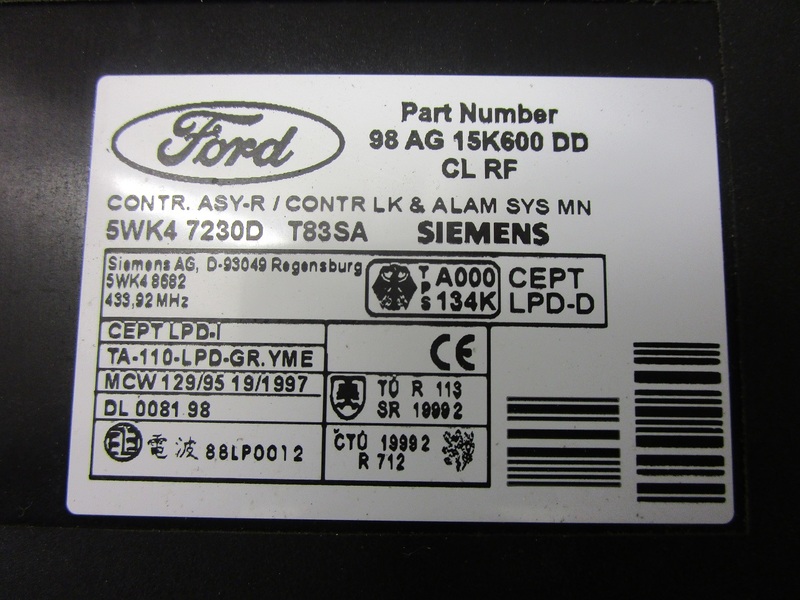 Ford
Part Number
98 AG 15K600 DD
CL RF
CONTR. ASY-R / CONTR LK & ALAM SYS MN
5WK4 7230D T83SA SIEMENS
Siemens AG, D-93049 Regensburg
5WK4 8682
433,92 MHz
TPS
A000
134K
CEPT
LPD-D
CEPT LPD-I
TA-110-LPD-GR.YME
MCW 129/95 19/1997
DL 0081 98
CE
TÚ R 113
SR 1999 2
電波 88LP0012
ČTÚ 1999 2
R 712